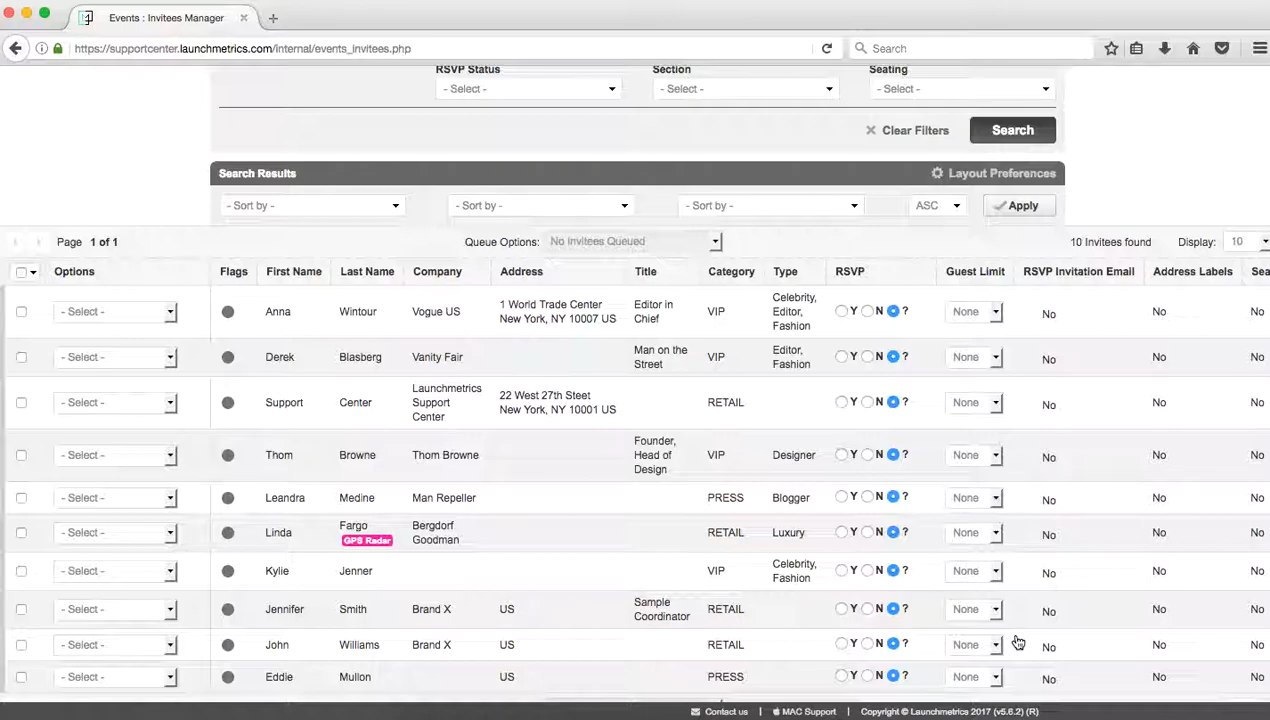 Events : Invitees Manager
https://supportcenter.launchmetrics.com/internal/events_invitees.php
Search
RSVP Status Section Seating
- Select - - Select - - Select -
Clear Filters Search
Search Results Layout Preferences
- Sort by - - Sort by - - Sort by - ASC Apply
Page 1 of 1 Queue Options: No Invitees Queued 10 Invitees found Display: 10
Options Flags First Name Last Name Company Address Title Category Type RSVP Guest Limit RSVP Invitation Email Address Labels Sea
Celebrity,
1 World Trade Center Editor in
- Select - Anna Wintour Vogue US VIP Editor, Y N ? None No No No
New York, NY 10007 US Chief
Fashion
Man on the Editor,
- Select - Derek Blasberg Vanity Fair VIP Y N ? None No No No
Street Fashion
Launchmetrics
22 West 27th Steet
- Select - Support Center Support RETAIL Y N ? None No No No
New York, NY 10001 US
Center
Founder,
- Select - Thom Browne Thom Browne Head of VIP Designer Y N ? None No No No
Design
- Select - Leandra Medine Man Repeller PRESS Blogger Y N ? None No No No
Fargo Bergdorf
- Select - Linda RETAIL Luxury Y N ? None No No No
GPS Radar Goodman
Celebrity,
- Select - Kylie Jenner VIP Y N ? None No No No
Fashion
Sample
- Select - Jennifer Smith Brand X US RETAIL Y N ? None No No No
Coordinator
- Select - John Williams Brand X US RETAIL Y N ? None No No No
- Select - Eddie Mullon US PRESS Y N ? None No No No
Contact us | MAC Support | Copyright © Launchmetrics 2017 (v5.6.2) (R)